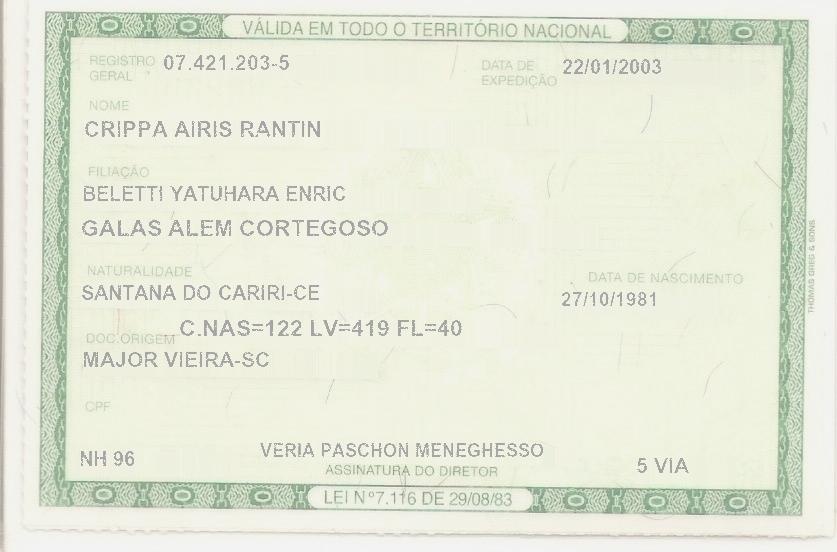 VÁLIDA EM TODO O TERRITÓRIO NACIONAL
REGISTRO GERAL 07.421.203-5 DATA DE EXPEDIÇÃO 22/01/2003
NOME
CRIPPA AIRIS RANTIN
FILIAÇÃO
BELETTI YATUHARA ENRIC
GALAS ALEM CORTEGOSO
NATURALIDADE DATA DE NASCIMENTO
SANTANA DO CARIRI-CE 27/10/1981
DOC.ORIGEM C.NAS=122 LV=419 FL=40
MAJOR VIEIRA-SC
CPF
NH 96 VERIA PASCHON MENEGHESSO 5 VIA
ASSINATURA DO DIRETOR
LEI Nº7.116 DE 29/08/83
THOMAS GREG & SONS